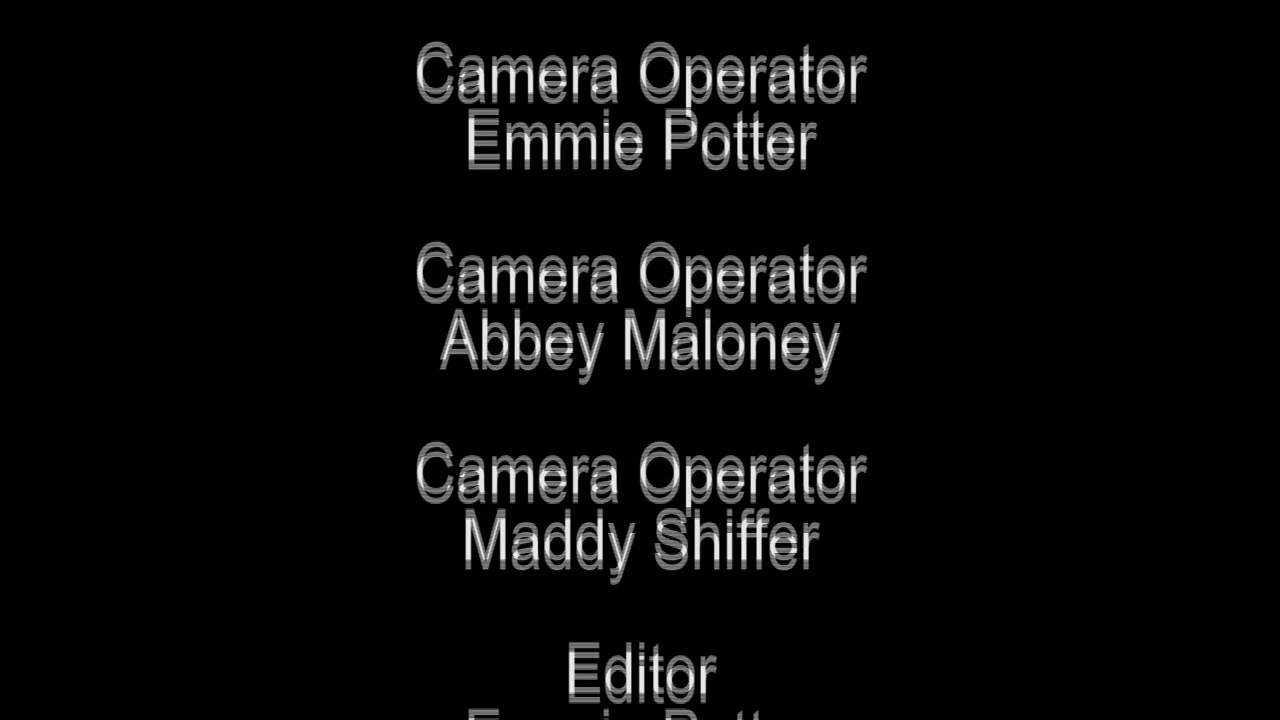 Camera Operator
Emmie Potter
Camera Operator
Abbey Maloney
Camera Operator
Maddy Shiffer
Editor